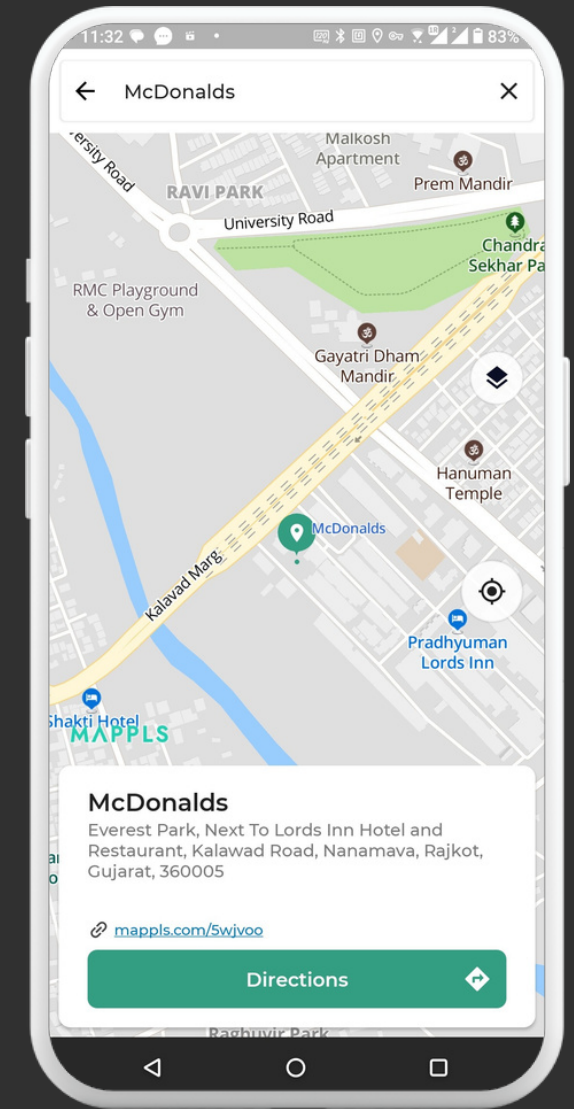 11:32
83%
McDonalds
ersity Road
Malkosh
Apartment
Prem Mandir
RAVI PARK
University Road
Chandra
Sekhar Pa
RMC Playground
& Open Gym
Gayatri Dham
Mandir
Hanuman
Temple
McDonalds
Kalavad Marg
Pradhyuman
Lords Inn
Shakti Hotel
MAPPLS
McDonalds
Everest Park, Next To Lords Inn Hotel and
Restaurant, Kalawad Road, Nanamava, Rajkot,
Gujarat, 360005
mappls.com/5wjvoo
Directions
Raghuvir Park